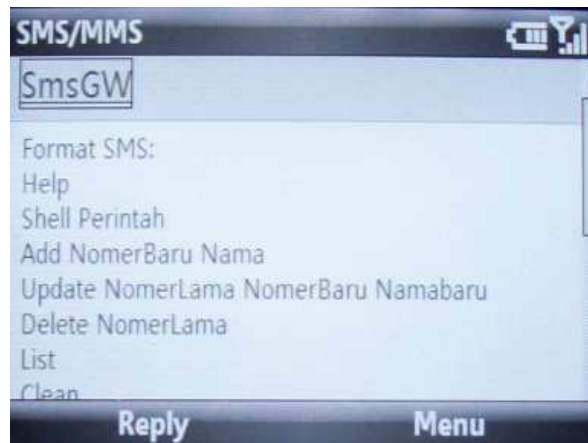 SMS/MMS
SmsGW
Format SMS:
Help
Shell Perintah
Add NomerBaru Nama
Update NomerLama NomerBaru Namabaru
Delete NomerLama
List
Clean
Reply Menu